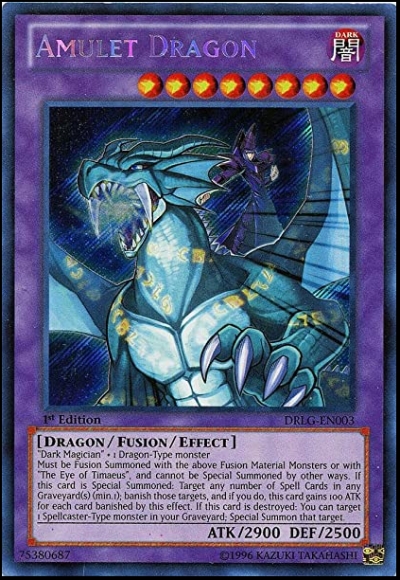 AMULET DRAGON
DARK
闇
1st Edition
DRLG-EN003
[DRAGON / FUSION / EFFECT]
"Dark Magician" + 1 Dragon-Type monster
Must be Fusion Summoned with the above Fusion Material Monsters or with
"The Eye of Timaeus", and cannot be Special Summoned by other ways. If
this card is Special Summoned: Target any number of Spell Cards in any
Graveyard(s) (min.1); banish those targets, and if you do, this card gains 100 ATK
for each card banished by this effect. If this card is destroyed: You can target
1 Spellcaster-Type monster in your Graveyard; Special Summon that target.
ATK/2900 DEF/2500
75380687
©1996 KAZUKI TAKAHASHI